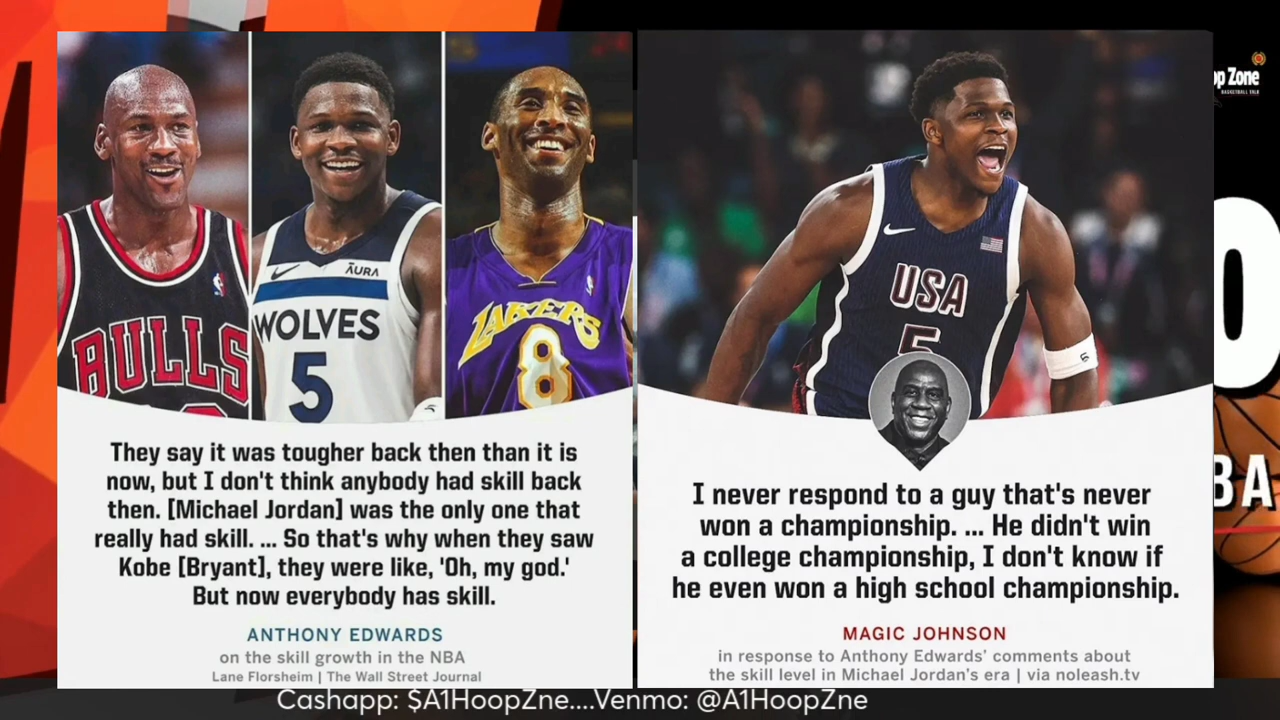 BULLS
ĀURA
WOLVES
5
LAKERS
8
They say it was tougher back then than it is
now, but I don't think anybody had skill back
then. [Michael Jordan] was the only one that
really had skill. ... So that's why when they saw
Kobe [Bryant], they were like, 'Oh, my god.'
But now everybody has skill.
ANTHONY EDWARDS
on the skill growth in the NBA
Lane Florsheim | The Wall Street Journal
USA
5
5
I never respond to a guy that's never
won a championship. ... He didn't win
a college championship, I don't know if
he even won a high school championship.
MAGIC JOHNSON
in response to Anthony Edwards' comments about
the skill level in Michael Jordan's era | via noleash.tv
op Zone
BASKETBALL TALK
O
BA
Cashapp: $A1HoopZne....Venmo: @A1HoopZne